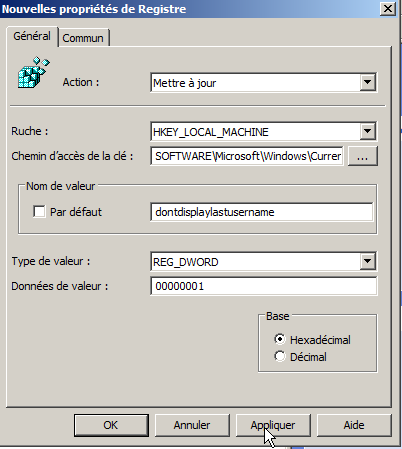 Nouvelles propriétés de Registre
Général Commun
Action : Mettre à jour
Ruche : HKEY_LOCAL_MACHINE
Chemin d'accès de la clé : SOFTWARE\Microsoft\Windows\Currer ...
Nom de valeur
Par défaut dontdisplaylastusername
Type de valeur : REG_DWORD
Données de valeur : 00000001
Base
Hexadécimal
Décimal
OK Annuler Appliquer Aide